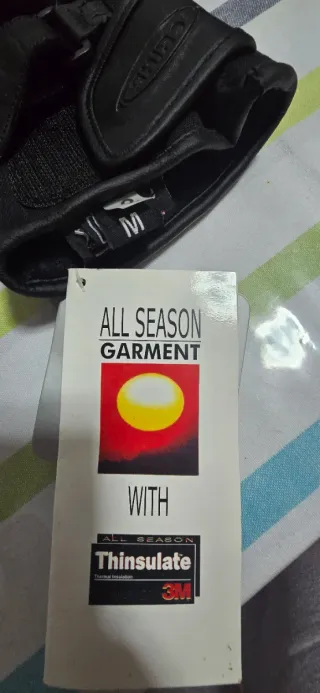 M
ALL SEASON
GARMENT
WITH
ALL SEASON
Thinsulate
Thermal Insulation
3M